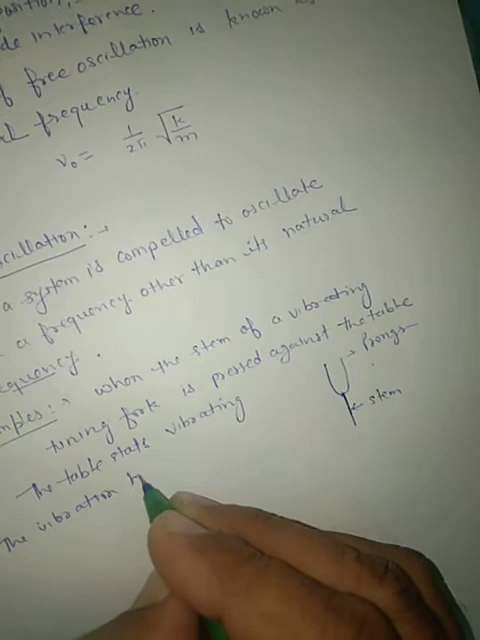 de interference.
of free oscillation is known as
frequency.
ν₀ = 1/2π √k/m
scillation :-
a system is compelled to oscillate
a frequency other than its natural
equency.
mples :- when the stem of a vibrating
tuning fork is pressed against the table
→ Prongs
← stem
The table stats vibrating
The vibration